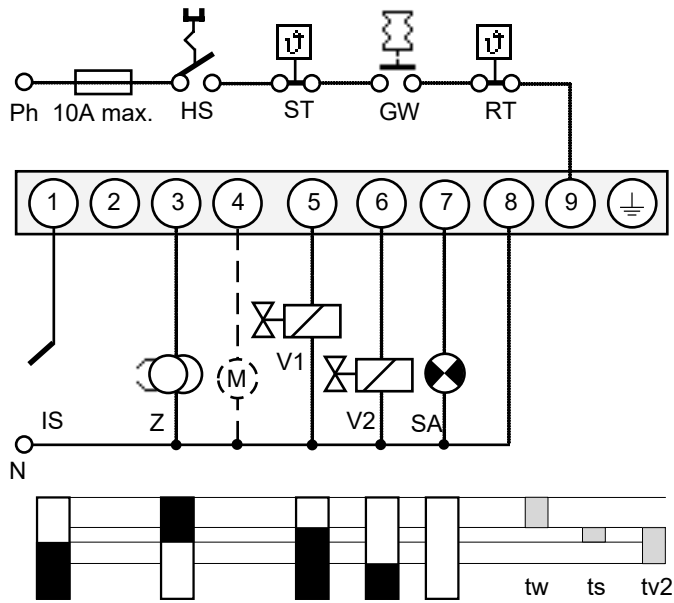 ϑ ϑ
Ph 10A max. HS ST GW RT
1 2 3 4 5 6 7 8 9
M
V1
IS Z V2 SA
N
tw ts tv2